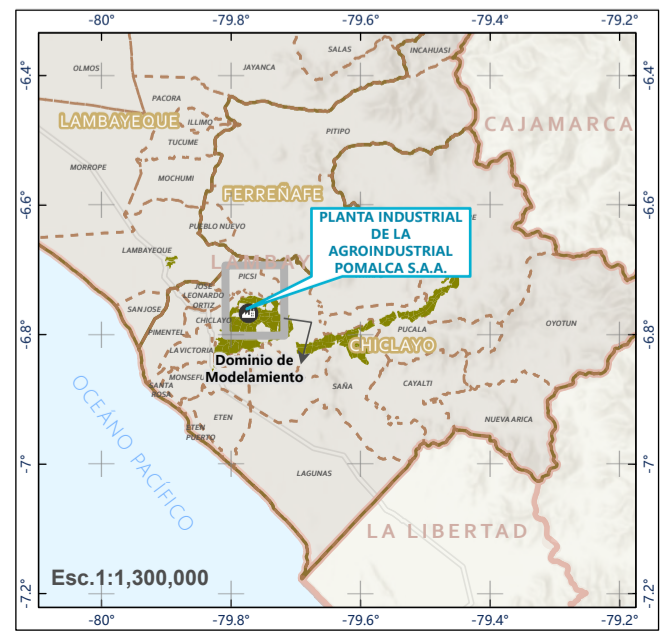 -80°
-79.8°
-79.6°
-79.4°
-79.2°
-6.4°
-6.4°
OLMOS
JAYANCA
SALAS
INCAHUASI
PACORA
LAMBAYEQUE
ILLIMO
TUCUME
PITIPO
CAJAMARCA
MORROPE
MOCHUMI
FERREÑAFE
-6.6°
-6.6°
PUEBLO NUEVO
PLANTA INDUSTRIAL
DE LA
AGROINDUSTRIAL
POMALCA S.A.A.
LAMBAYEQUE
PICSI
JOSE
LEONARDO
ORTIZ
SAN JOSE
CHICLAYO
PIMENTEL
-6.8°
-6.8°
PUCALA
OYOTUN
CHICLAYO
LA VICTORIA
Dominio de
Modelamiento
MONSEFU
SANTA
ROSA
SAÑA
CAYALTI
ETEN
ETEN
PUERTO
NUEVA ARICA
OCEÁNO PACÍFICO
-7°
-7°
LAGUNAS
LA LIBERTAD
Esc.1:1,300,000
-7.2°
-7.2°
-80°
-79.8°
-79.6°
-79.4°
-79.2°